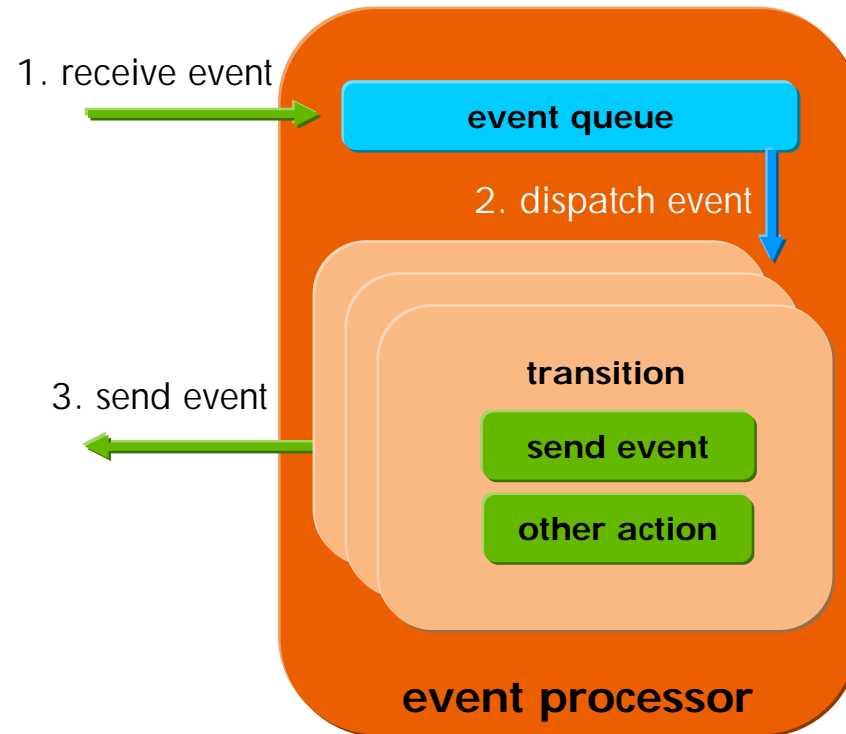 1. receive event
event queue
2. dispatch event
transition
3. send event
send event
other action
event processor